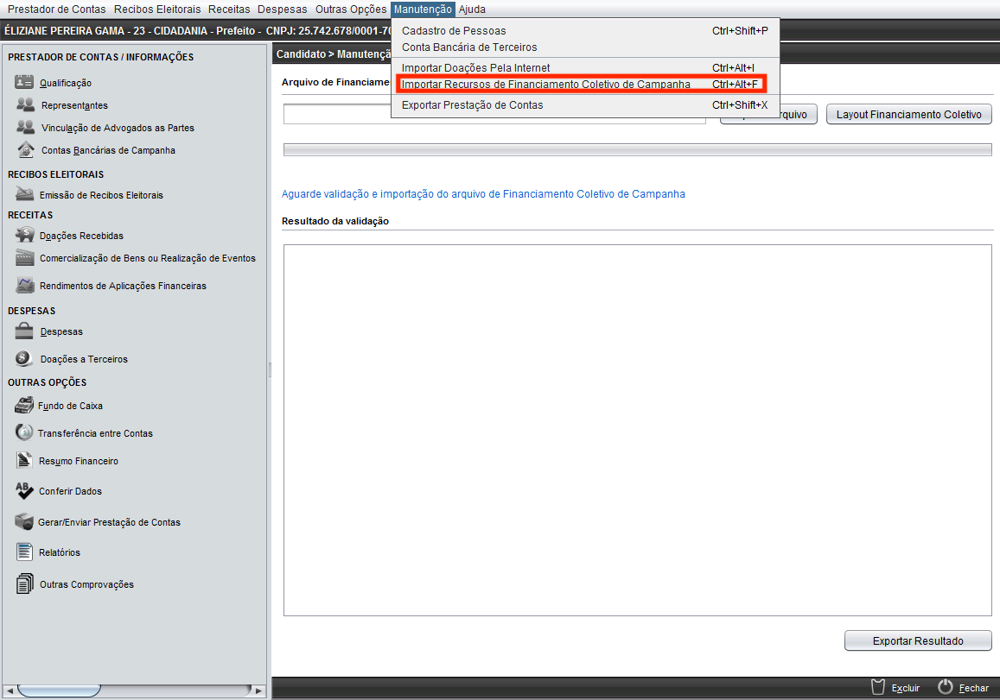 Prestador de Contas Recibos Eleitorais Receitas Despesas Outras Opções Manutenção Ajuda
ÉLIZIANE PEREIRA GAMA - 23 - CIDADANIA - Prefeito - CNPJ: 25.742.678/0001-70
Cadastro de Pessoas Ctrl+Shift+P
Conta Bancária de Terceiros
Importar Doações Pela Internet Ctrl+Alt+I
Importar Recursos de Financiamento Coletivo de Campanha Ctrl+Alt+F
Exportar Prestação de Contas Ctrl+Shift+X
PRESTADOR DE CONTAS / INFORMAÇÕES
Qualificação
Representantes
Vinculação de Advogados as Partes
Contas Bancárias de Campanha
RECIBOS ELEITORAIS
Emissão de Recibos Eleitorais
RECEITAS
Doações Recebidas
Comercialização de Bens ou Realização de Eventos
Rendimentos de Aplicações Financeiras
DESPESAS
Despesas
Doações a Terceiros
OUTRAS OPÇÕES
Fundo de Caixa
Transferência entre Contas
Resumo Financeiro
Conferir Dados
Gerar/Enviar Prestação de Contas
Relatórios
Outras Comprovações
Candidato > Manutençã
Arquivo de Financiame
rquivo Layout Financiamento Coletivo
Aguarde validação e importação do arquivo de Financiamento Coletivo de Campanha
Resultado da validação
Exportar Resultado
Excluir Fechar